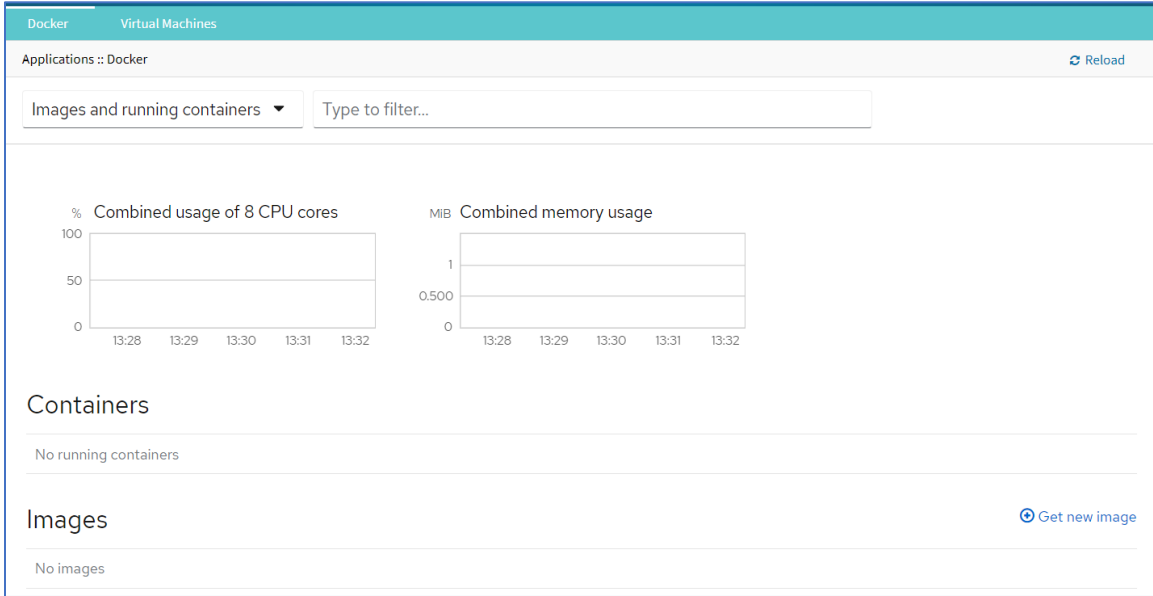 Docker Virtual Machines
Applications :: Docker Reload
Images and running containers Type to filter...
% Combined usage of 8 CPU cores
100
50
0
13:28 13:29 13:30 13:31 13:32
MiB Combined memory usage
1
0.500
0
13:28 13:29 13:30 13:31 13:32
Containers
No running containers
Images Get new image
No images